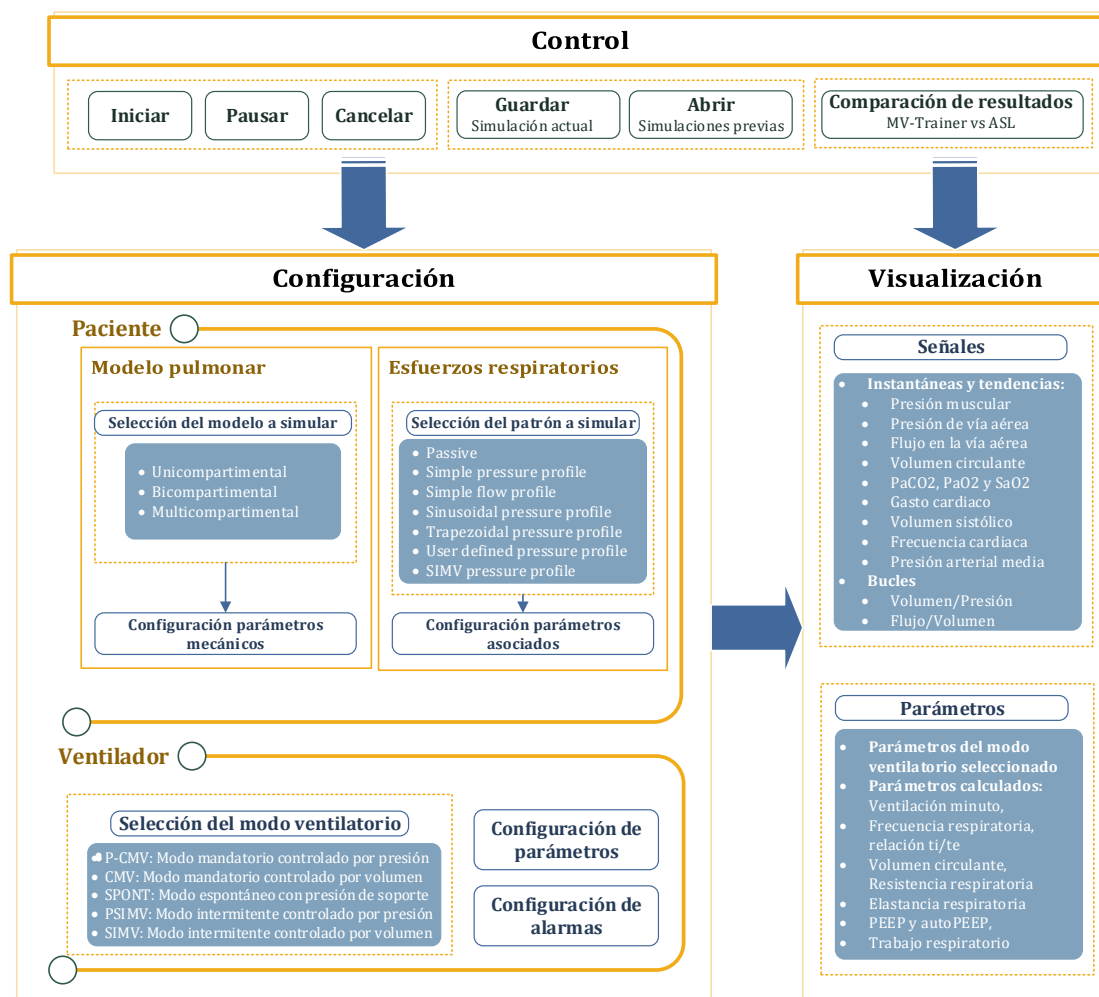 Control
Iniciar
Pausar
Cancelar
Guardar
Simulación actual
Abrir
Simulaciones previas
Comparación de resultados
MV-Trainer vs ASL
Configuración
Paciente
Modelo pulmonar
Selección del modelo a simular
• Unicompartimental
• Bicompartimental
• Multicompartimental
Configuración parámetros
mecánicos
Esfuerzos respiratorios
Selección del patrón a simular
• Passive
• Simple pressure profile
• Simple flow profile
• Sinusoidal pressure profile
• Trapezoidal pressure profile
• User defined pressure profile
• SIMV pressure profile
Configuración parámetros
asociados
Ventilador
Selección del modo ventilatorio
• P-CMV: Modo mandatorio controlado por presión
• CMV: Modo mandatorio controlado por volumen
• SPONT: Modo espontáneo con presión de soporte
• PSIMV: Modo intermitente controlado por presión
• SIMV: Modo intermitente controlado por volumen
Configuración de
parámetros
Configuración de
alarmas
Visualización
Señales
• Instantáneas y tendencias:
• Presión muscular
• Presión de vía aérea
• Flujo en la vía aérea
• Volumen circulante
• PaCO2, PaO2 y SaO2
• Gasto cardiaco
• Volumen sistólico
• Frecuencia cardiaca
• Presión arterial media
• Bucles
• Volumen/Presión
• Flujo/Volumen
Parámetros
• Parámetros del modo
ventilatorio seleccionado
• Parámetros calculados:
Ventilación minuto,
• Frecuencia respiratoria,
relación ti/te
• Volumen circulante,
Resistencia respiratoria
• Elastancia respiratoria
• PEEP y autoPEEP,
• Trabajo respiratorio